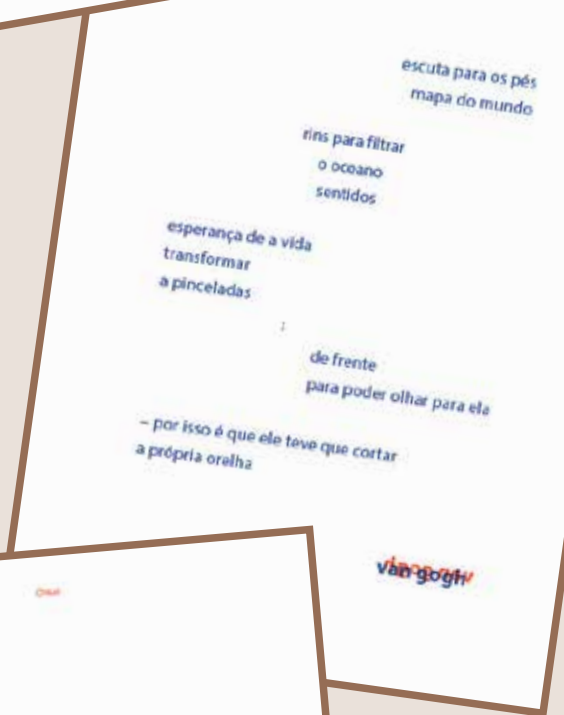 escuta para os pés
mapa do mundo
rins para filtrar
o oceano
sentidos
esperança de a vida
transformar
a pinceladas
de frente
para poder olhar para ela
– por isso é que ele teve que cortar
a própria orelha
van gogh